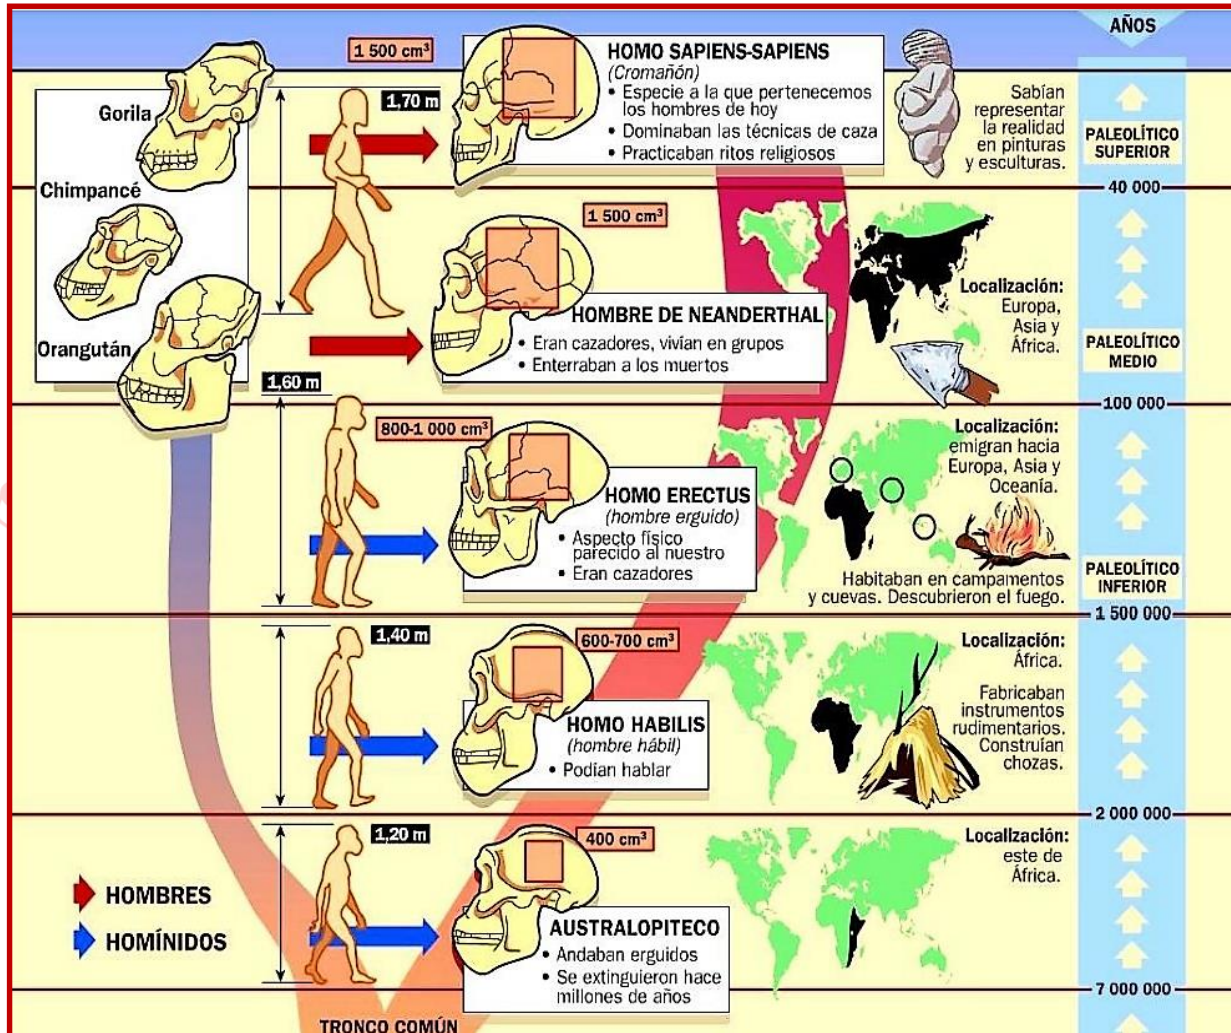 AÑOS
1 500 cm³
HOMO SAPIENS-SAPIENS
(Cromañón)
• Especie a la que pertenecemos
los hombres de hoy
• Dominaban las técnicas de caza
• Practicaban ritos religiosos
Gorila
1,70 m
Sabían
representar
la realidad
en pinturas
y esculturas.
PALEOLÍTICO
SUPERIOR
Chimpancé
40 000
1 500 cm³
Orangután
HOMBRE DE NEANDERTHAL
• Eran cazadores, vivían en grupos
• Enterraban a los muertos
Localización:
Europa,
Asia y
África.
PALEOLÍTICO
MEDIO
1,60 m
100 000
800-1 000 cm³
HOMO ERECTUS
(hombre erguido)
• Aspecto físico
parecido al nuestro
• Eran cazadores
Localización:
emigran hacia
Europa, Asia y
Oceanía.
Habitaban en campamentos
y cuevas. Descubrieron el fuego.
PALEOLÍTICO
INFERIOR
1 500 000
1,40 m
600-700 cm³
HOMO HABILIS
(hombre hábil)
• Podían hablar
Localización:
África.
Fabricaban
instrumentos
rudimentarios.
Construían
chozas.
2 000 000
1,20 m
400 cm³
Localización:
este de
África.
HOMBRES
HOMÍNIDOS
AUSTRALOPITECO
• Andaban erguidos
• Se extinguieron hace
millones de años
7 000 000
TRONCO COMÚN